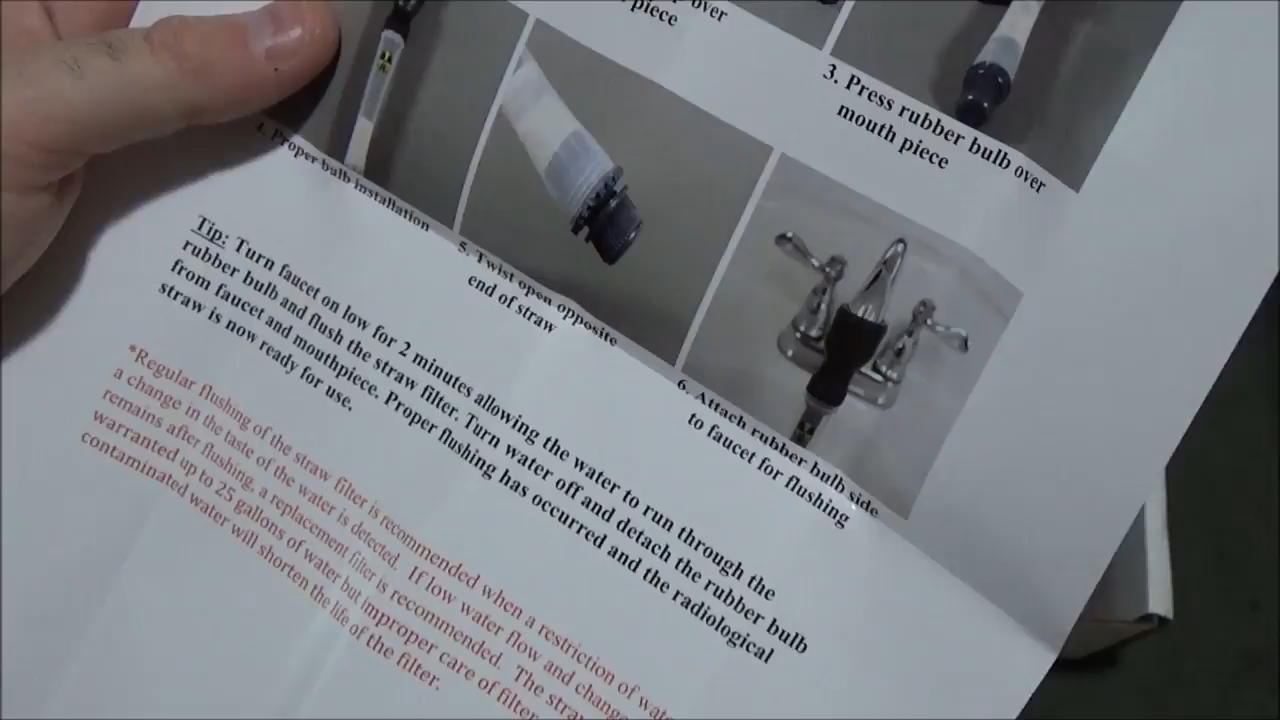 over
piece
3. Press rubber bulb over
mouth piece
4. Proper bulb installation
5. Twist open opposite
end of straw
6. Attach rubber bulb side
to faucet for flushing
Tip: Turn faucet on low for 2 minutes allowing the water to run through the
rubber bulb and flush the straw filter. Turn water off and detach the rubber bulb
from faucet and mouthpiece. Proper flushing has occurred and the radiological
straw is now ready for use.
*Regular flushing of the straw filter is recommended when a restriction of
a change in the taste of the water is detected. If low water flow and
remains after flushing, a replacement filter is recommended. The
warranted up to 25 gallons of water but improper care of filter
contaminated water will shorten the life of the filter.